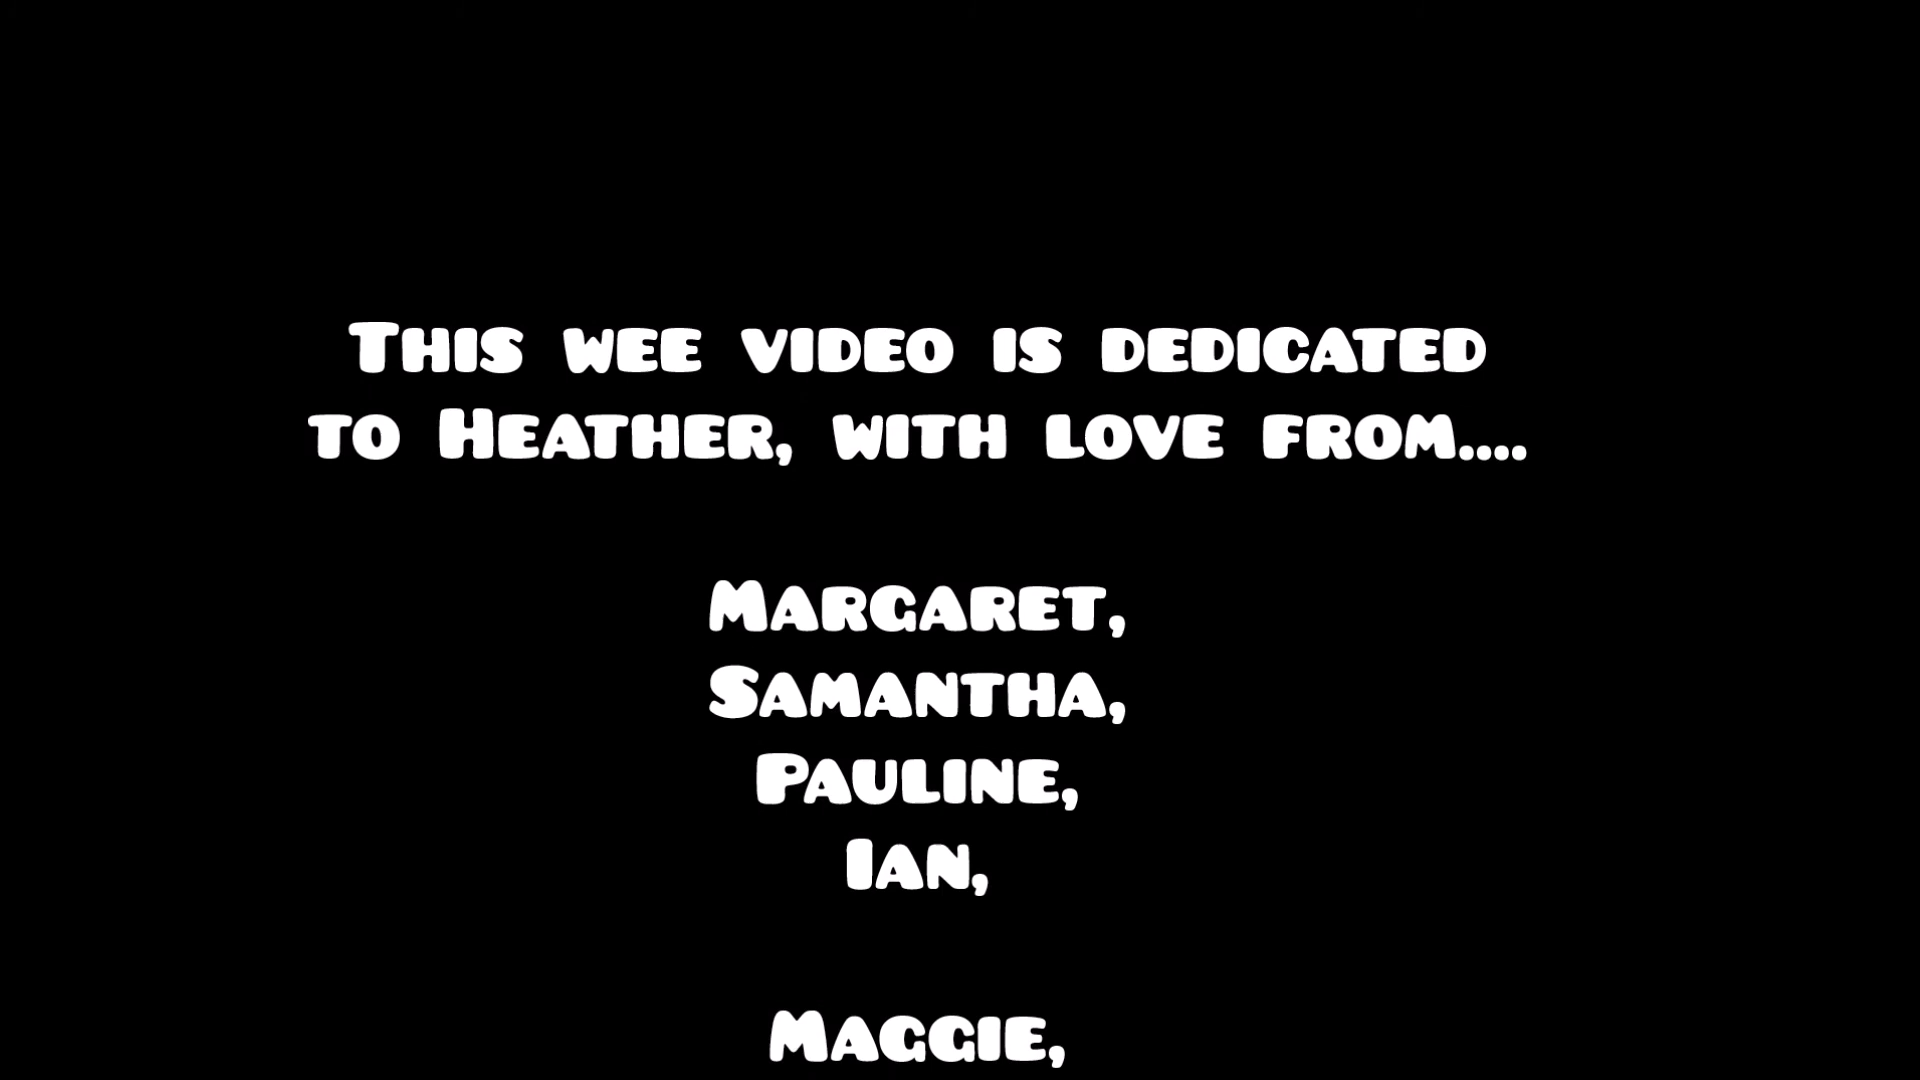 This wee video is dedicated
to Heather, with love from....
Margaret,
Samantha,
Pauline,
Ian,
Maggie,